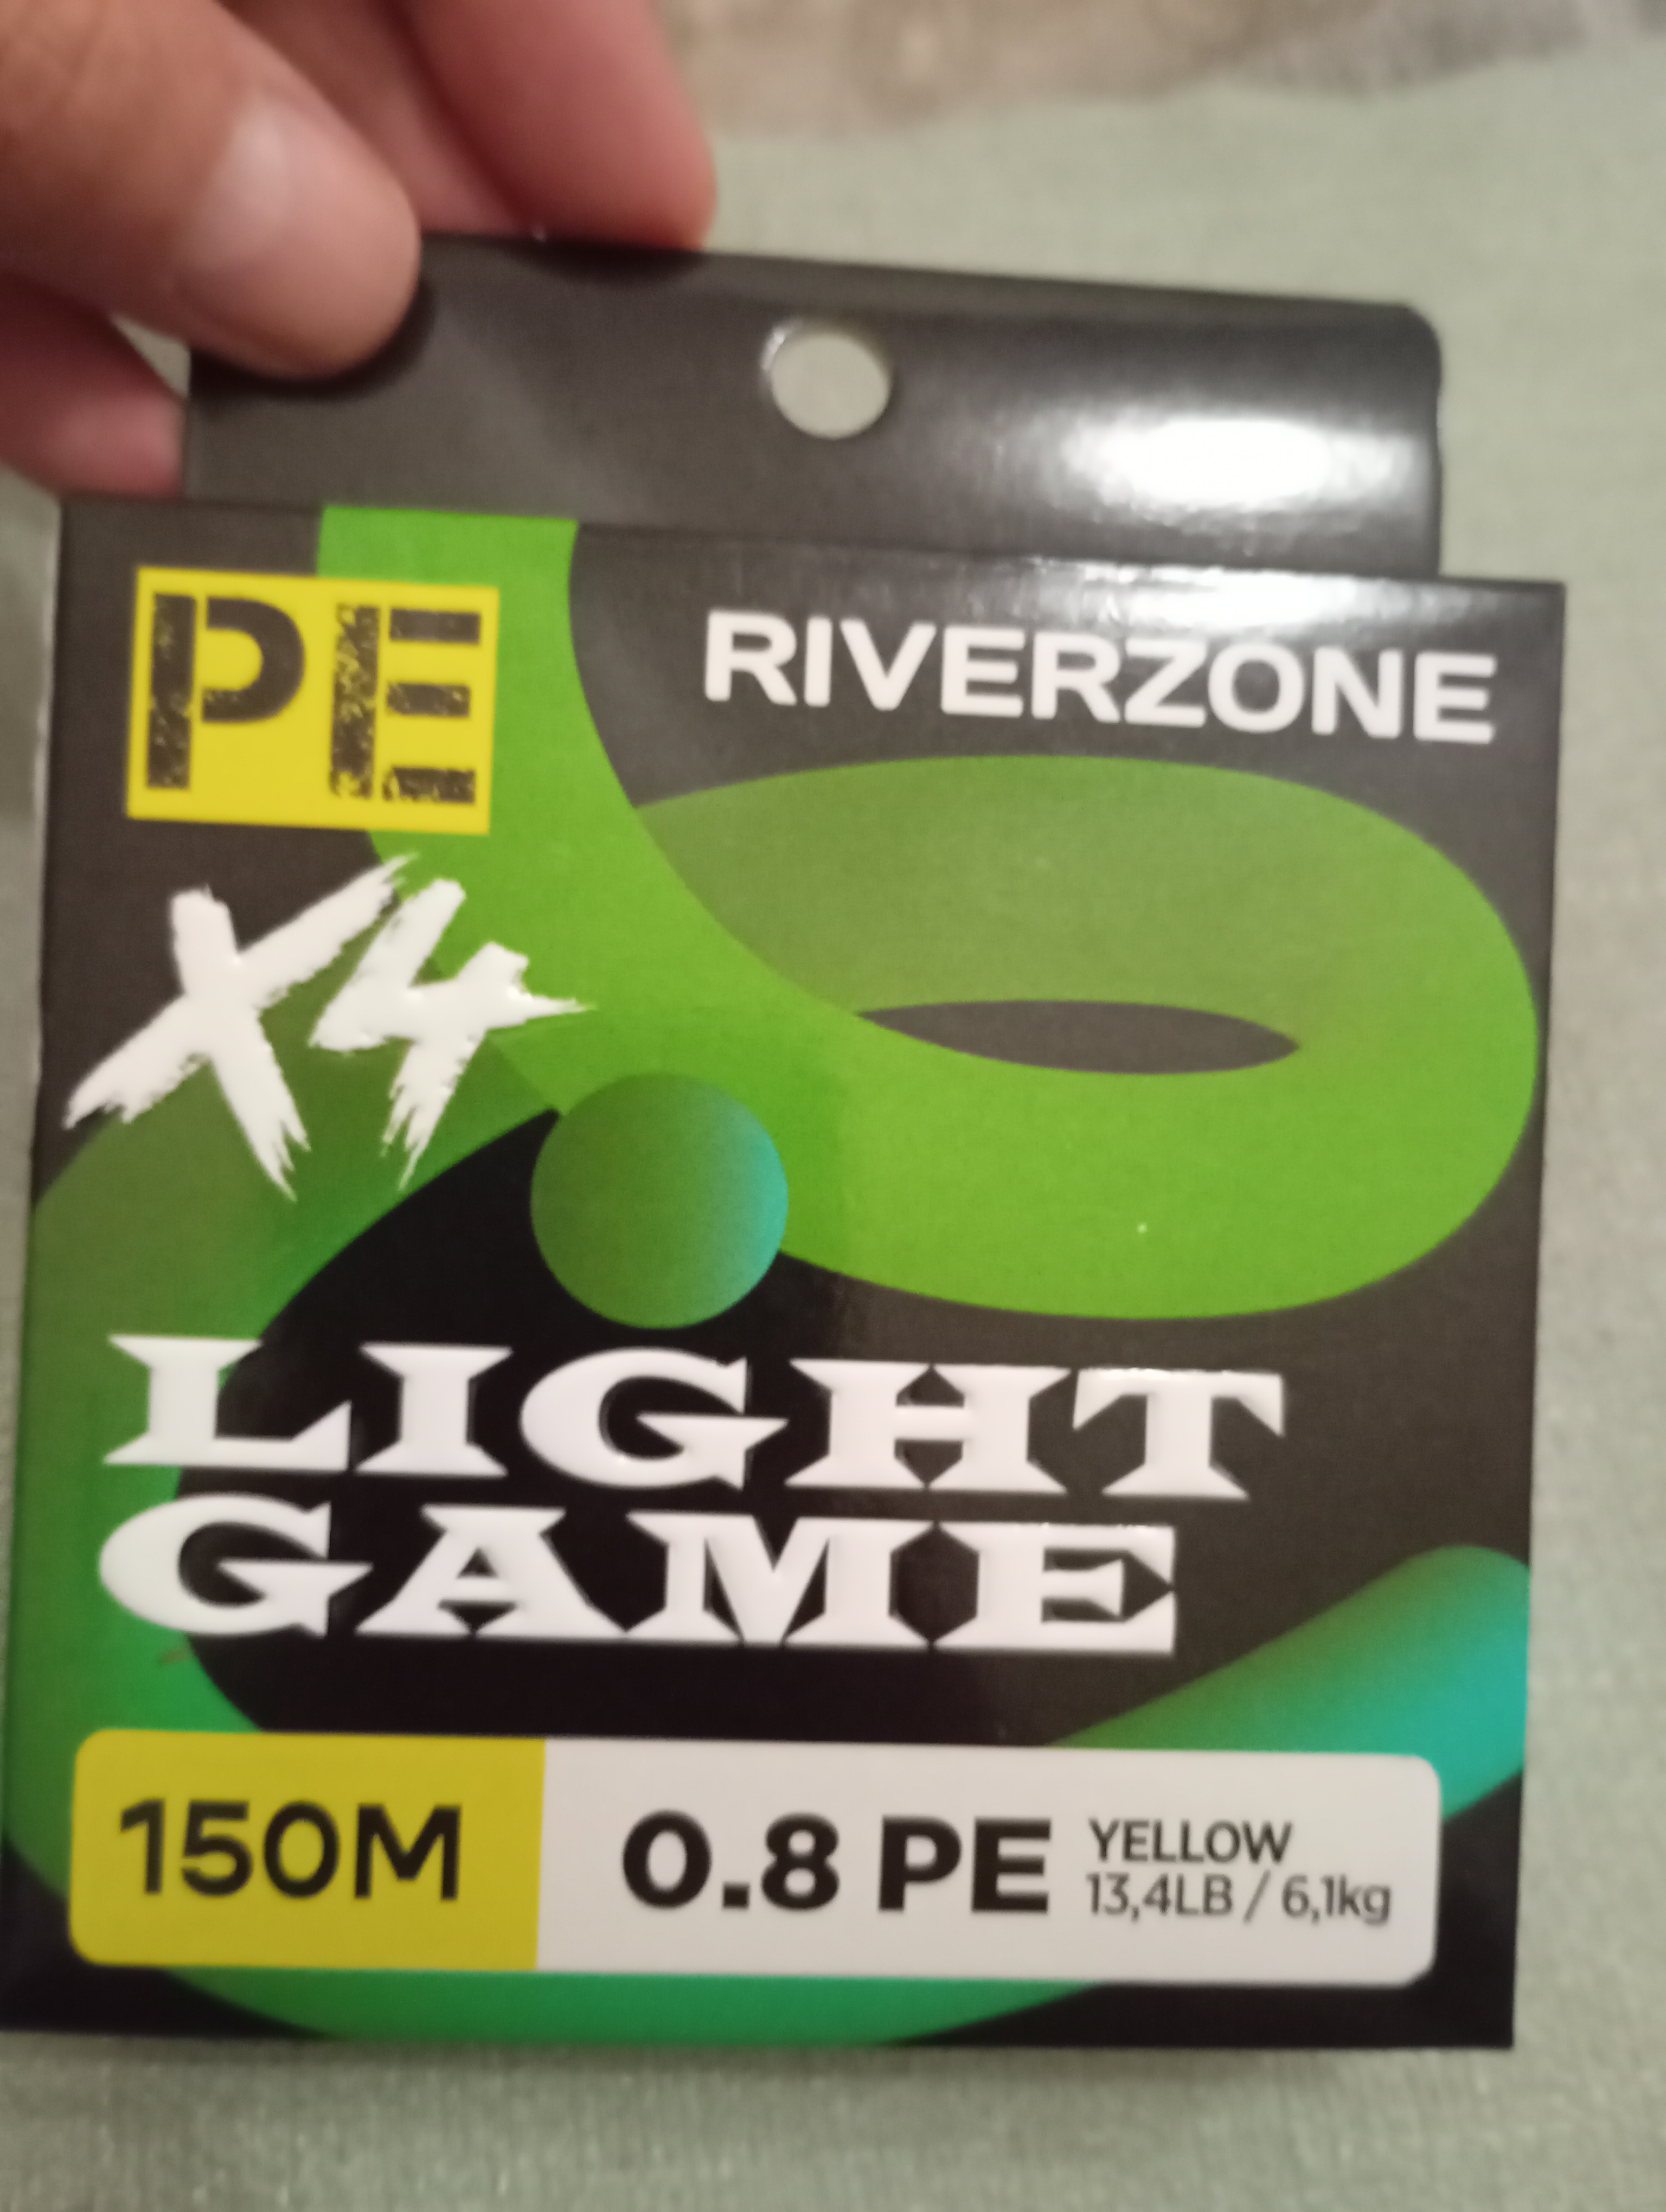 PE
RIVERZONE
X4
LIGHT
GAME
150M
0.8 PE
YELLOW
13,4LB / 6,1kg